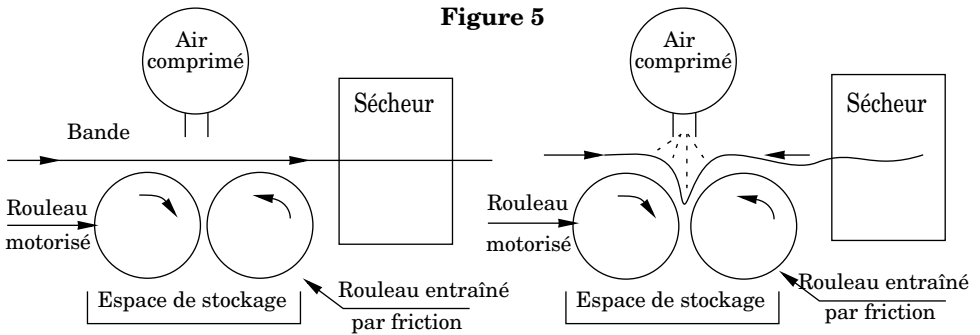 Figure 5
Air
comprimé
Sécheur
Bande
Rouleau
motorisé
Espace de stockage
Rouleau entraîné
par friction
Air
comprimé
Sécheur
Rouleau
motorisé
Espace de stockage
Rouleau entraîné
par friction